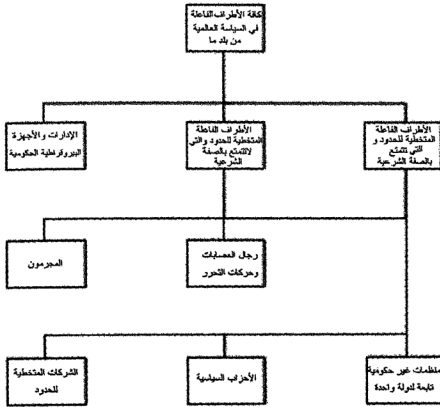 كافة الأطراف الفاعلة
في السياسة العالمية
من بلد ما
الأطراف الفاعلة
المتخطية للحدود و
التي تتمتع
بالصفة الشرعية
الأطراف الفاعلة
المتخطية للحدود والتي
لاتتمتع بالصفة
الشرعية
الإدارات والأجهزة
البيروقراطية الحكومية
رجال العصابات
وحركات التحرر
المجرمون
منظمات غير حكومية
تابعة لدولة واحدة
الأحزاب السياسية
الشركات المتخطية
للحدود